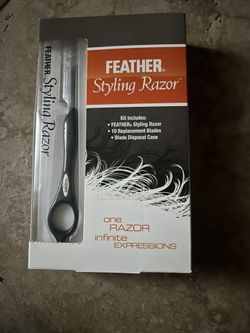 FEATHER®
Styling Razor™
Kit Includes:
• FEATHER® Styling Razor
• 10 Replacement Blades
• Blade Disposal Case
FEATHER® Styling Razor
one
RAZOR
infinite
EXPRESSIONS